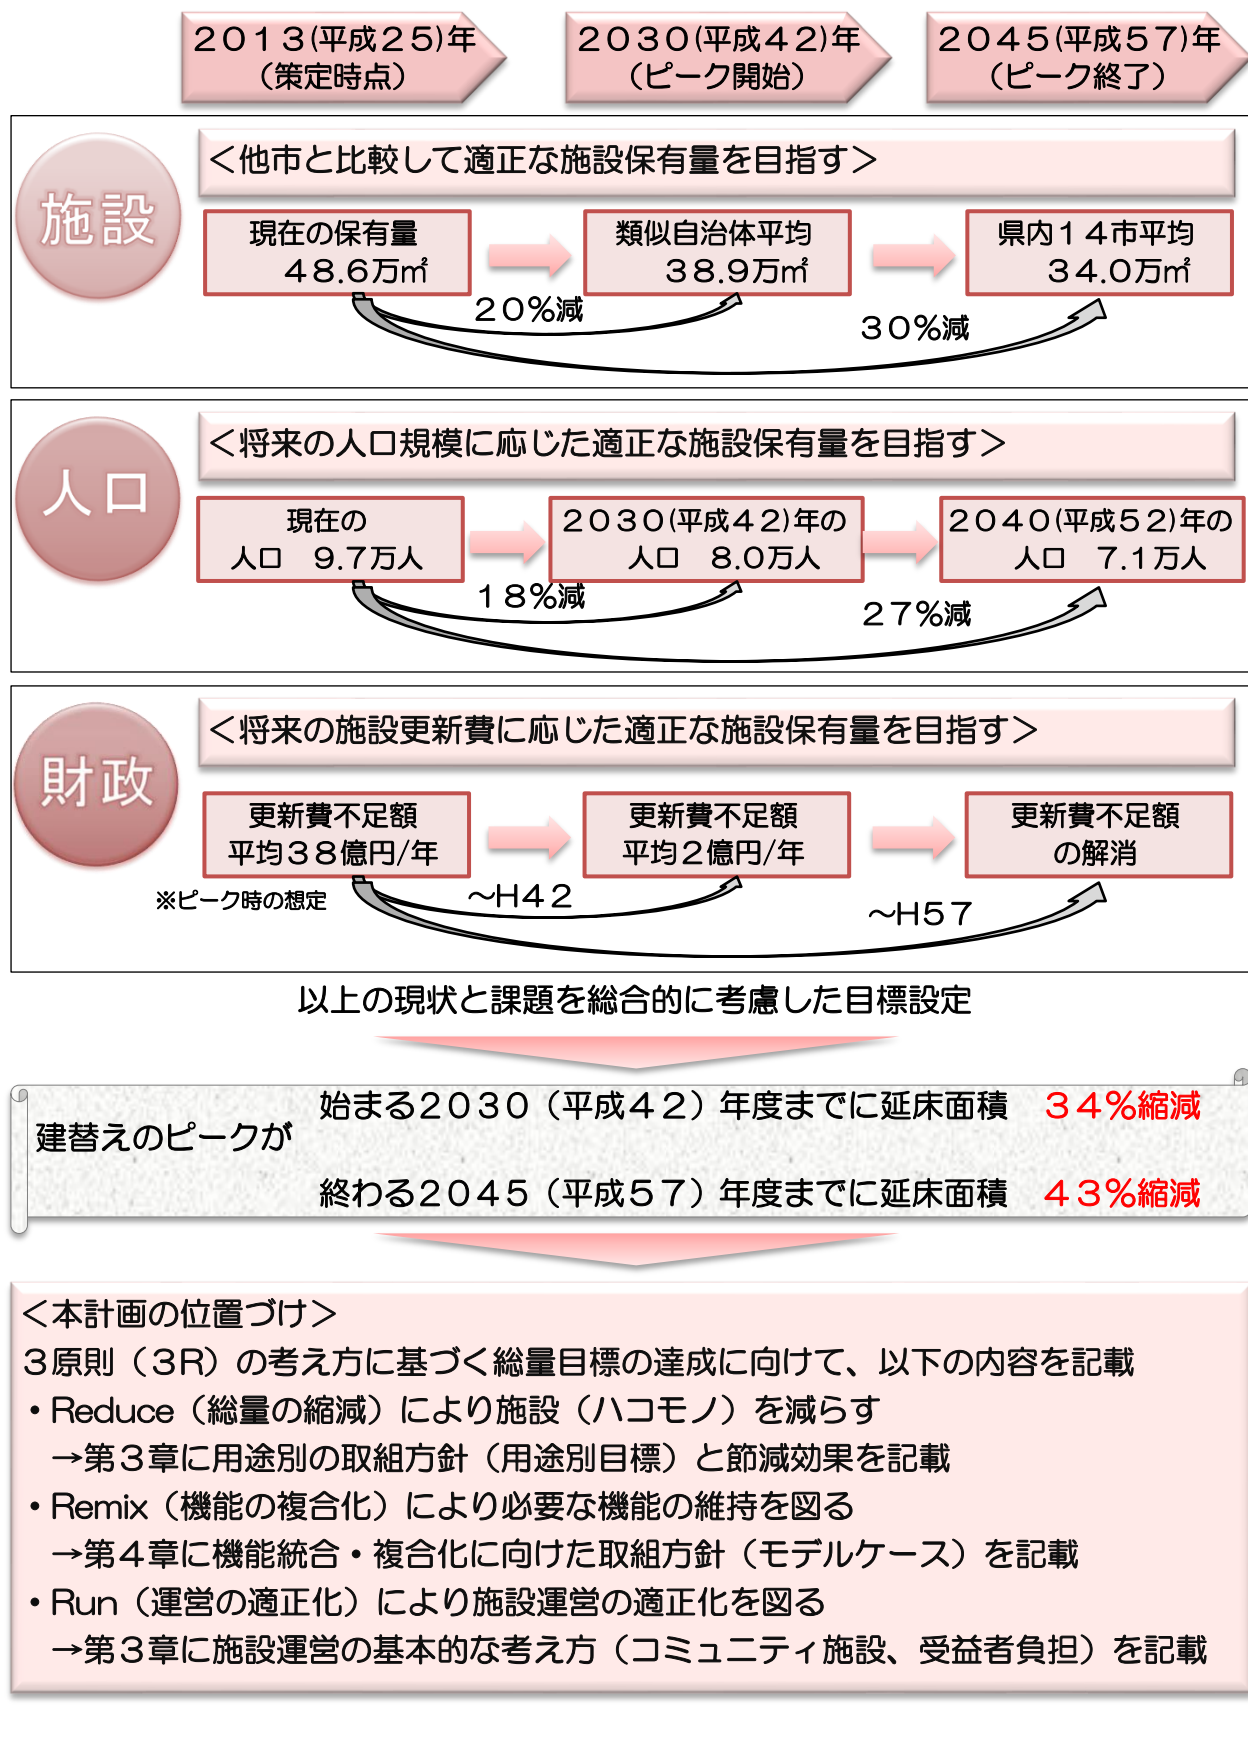 ２０１３(平成２５)年
（策定時点）
２０３０(平成４２)年
（ピーク開始）
２０４５(平成５７)年
（ピーク終了）
施設
＜他市と比較して適正な施設保有量を目指す＞
現在の保有量
４８.６万㎡
類似自治体平均
３８.９万㎡
県内１４市平均
３４.０万㎡
２０％減
３０％減
人口
＜将来の人口規模に応じた適正な施設保有量を目指す＞
現在の
人口　９.７万人
２０３０(平成４２)年の
人口　８.０万人
２０４０(平成５２)年の
人口　７.１万人
１８％減
２７％減
財政
＜将来の施設更新費に応じた適正な施設保有量を目指す＞
更新費不足額
平均３８億円/年
更新費不足額
平均２億円/年
更新費不足額
の解消
※ピーク時の想定
～H４２
～H５７
以上の現状と課題を総合的に考慮した目標設定
建替えのピークが
始まる２０３０（平成４２）年度までに延床面積　３４％縮減
終わる２０４５（平成５７）年度までに延床面積　４３％縮減
＜本計画の位置づけ＞
３原則（３R）の考え方に基づく総量目標の達成に向けて、以下の内容を記載
・Reduce（総量の縮減）により施設（ハコモノ）を減らす
→第３章に用途別の取組方針（用途別目標）と節減効果を記載
・Remix（機能の複合化）により必要な機能の維持を図る
→第４章に機能統合・複合化に向けた取組方針（モデルケース）を記載
・Run（運営の適正化）により施設運営の適正化を図る
→第３章に施設運営の基本的な考え方（コミュニティ施設、受益者負担）を記載